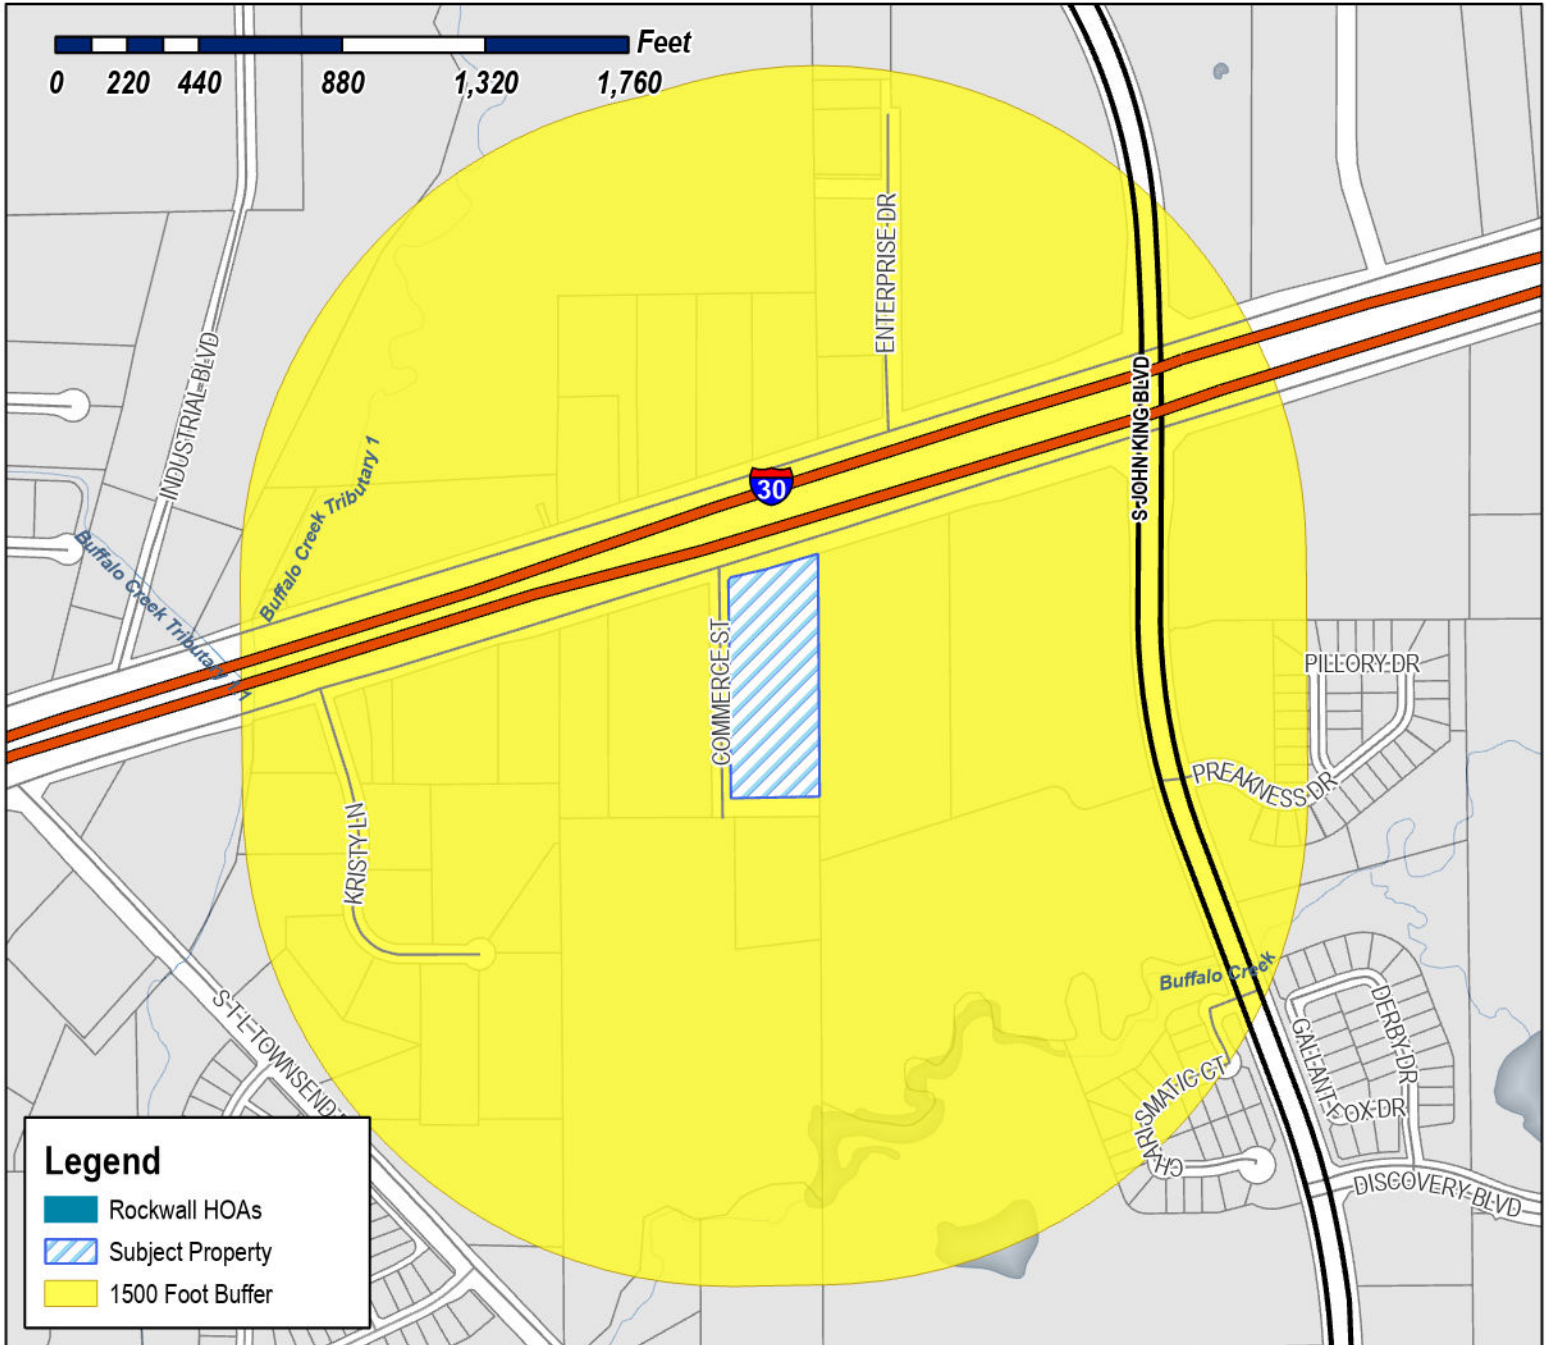 Feet
0 220 440 880 1,320 1,760
ENTERPRISE DR
INDUSTRIAL BLVD
S JOHN KING BLVD
Buffalo Creek Tributary 1
30
Buffalo Creek Tributary 1.1
COMMERCE ST
PILLORY DR
PREAKNESS DR
KRISTY LN
Buffalo Creek
S T L TOWNSEND
DERBY DR
GALLANT FOX DR
CHARISMATIC CT
DISCOVERY BLVD
Legend
Rockwall HOAs
Subject Property
1500 Foot Buffer